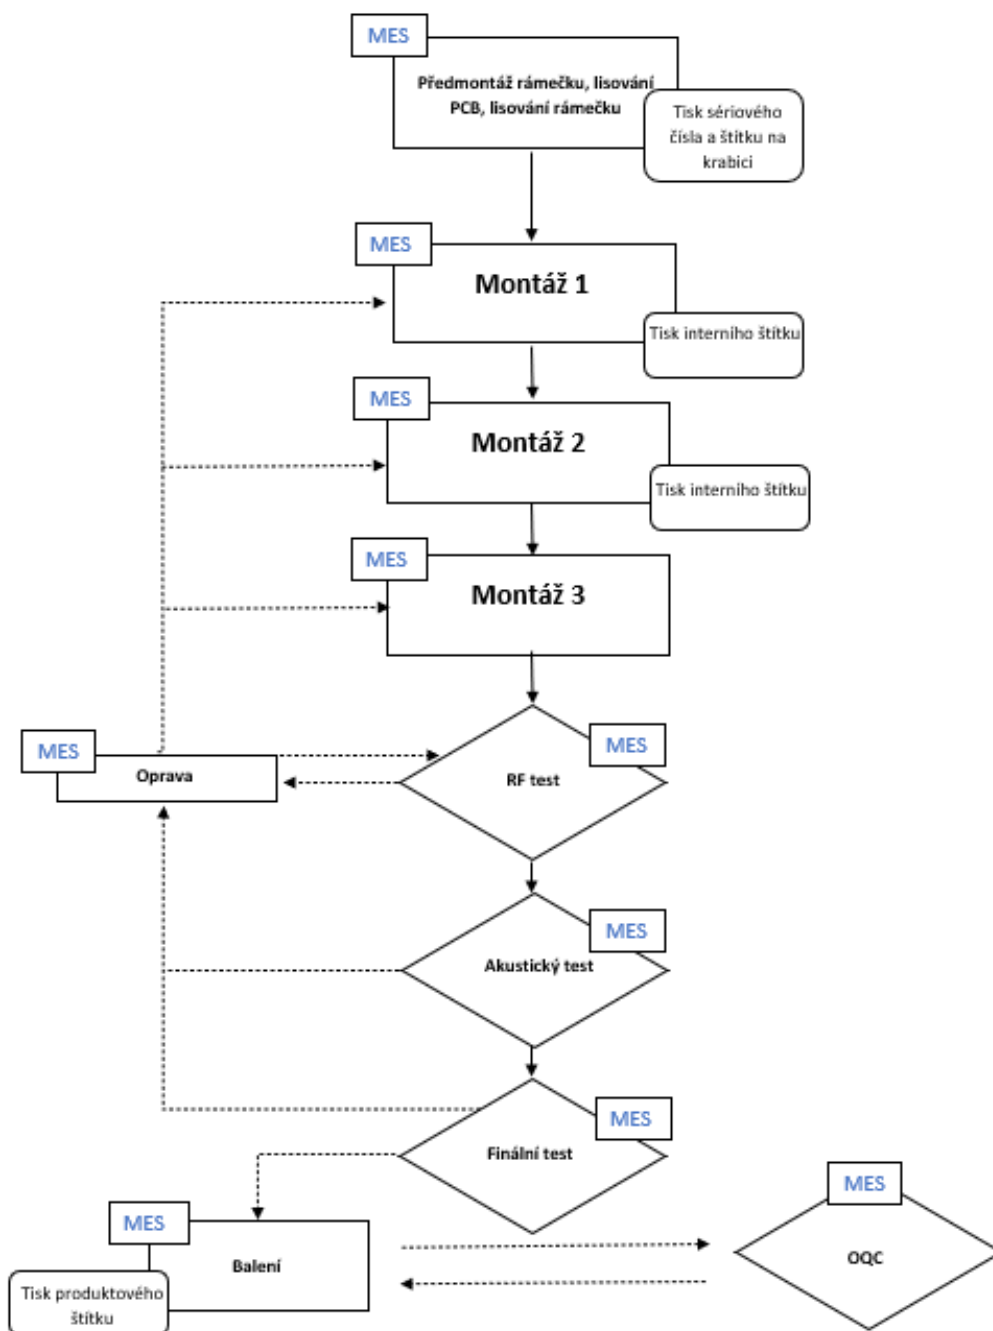 MES
Předmontáž rámečku, lisování
PCB, lisování rámečku
Tisk sériového
čísla a štítku na
krabici
MES
Montáž 1
Tisk interního štítku
MES
Montáž 2
Tisk interního štítku
MES
Montáž 3
MES
Oprava
MES
RF test
MES
Akustický test
MES
Finální test
MES
Balení
Tisk produktového
štítku
MES
OQC